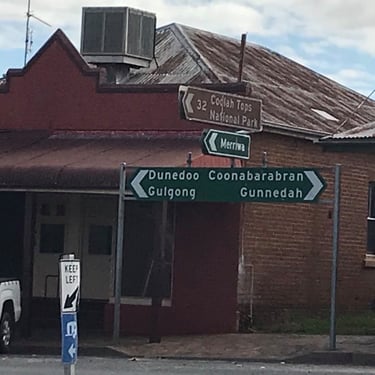 32 Coolah Tops
National Park
Merriwa
Dunedoo Coonabarabran
Gulgong Gunnedah
KEEP
LEFT